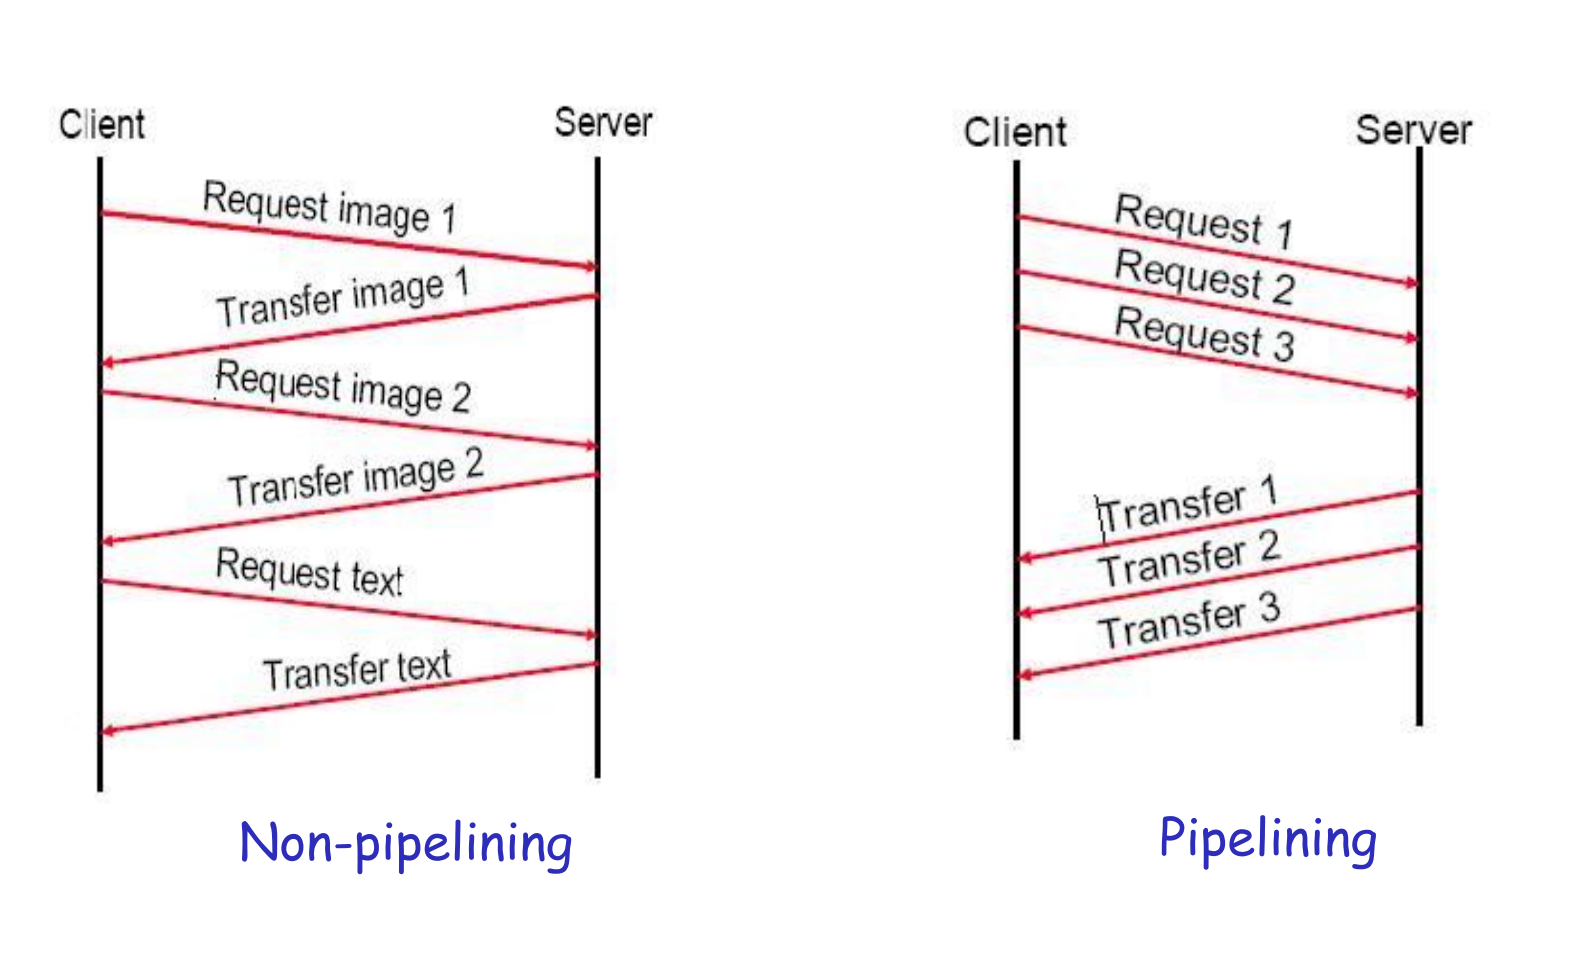 Client
Server
Request image 1
Transfer image 1
Request image 2
Transfer image 2
Request text
Transfer text
Non-pipelining
Client
Server
Request 1
Request 2
Request 3
Transfer 1
Transfer 2
Transfer 3
Pipelining